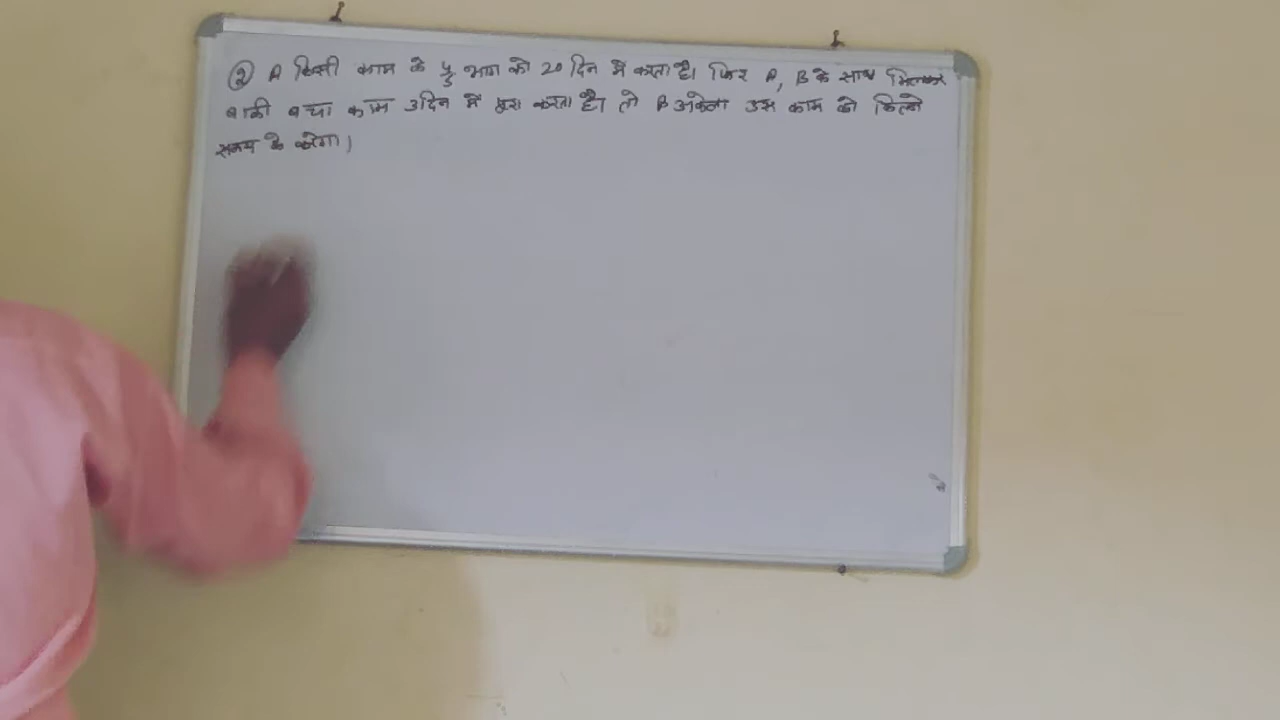 ② A किसी काम के 4/5 भाग को 20 दिन में करता है। फिर A, B के साथ मिलकर
बाकी बचा काम 3 दिन में पूरा करता है। तो B अकेला उस काम को कितने
समय के करेगा।